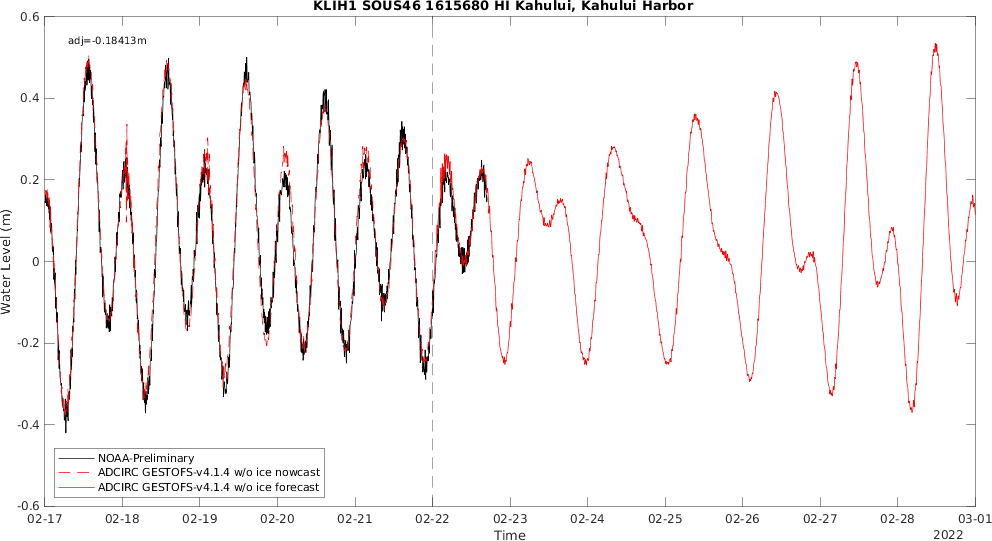 KLIH1 SOUS46 1615680 HI Kahului, Kahului Harbor
adj=-0.18413m
0.6
0.4
0.2
0
-0.2
-0.4
-0.6
Water Level (m)
NOAA-Preliminary
ADCIRC GESTOFS-v4.1.4 w/o ice nowcast
ADCIRC GESTOFS-v4.1.4 w/o ice forecast
02-17 02-18 02-19 02-20 02-21 02-22 02-23 02-24 02-25 02-26 02-27 02-28 03-01
Time
2022